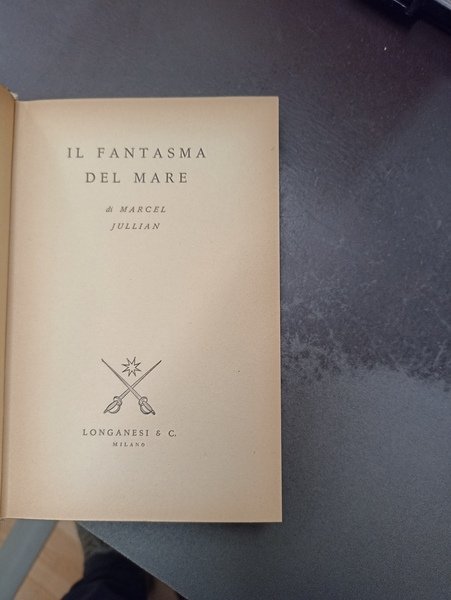 IL FANTASMA
DEL MARE
di MARCEL
JULLIAN
LONGANESI & C.
MILANO